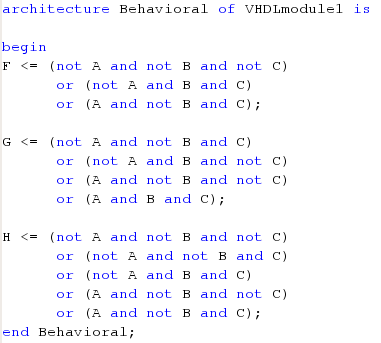 architecture Behavioral of VHDLmodule1 is
begin
F <= (not A and not B and not C)
or (not A and B and C)
or (A and not B and C);
G <= (not A and not B and C)
or (not A and B and not C)
or (A and not B and not C)
or (A and B and C);
H <= (not A and not B and not C)
or (not A and not B and C)
or (not A and B and C)
or (A and not B and not C)
or (A and not B and C);
end Behavioral;